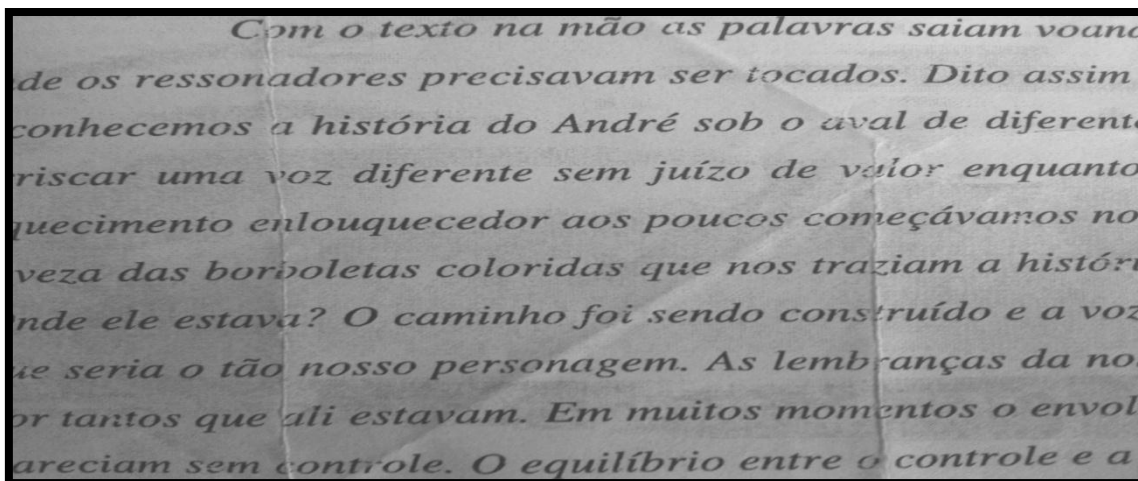 Com o texto na mão as palavras saiam voand
de os ressonadores precisavam ser tocados. Dito assim
conhecemos a história do André sob o aval de diferente
riscar uma voz diferente sem juízo de valor enquanto
quecimento enlouquecedor aos poucos começávamos no
veza das borboletas coloridas que nos traziam a históri
nde ele estava? O caminho foi sendo construído e a voz
ue seria o tão nosso personagem. As lembranças da no
or tantos que ali estavam. Em muitos momentos o envol
areciam sem controle. O equilíbrio entre o controle e a